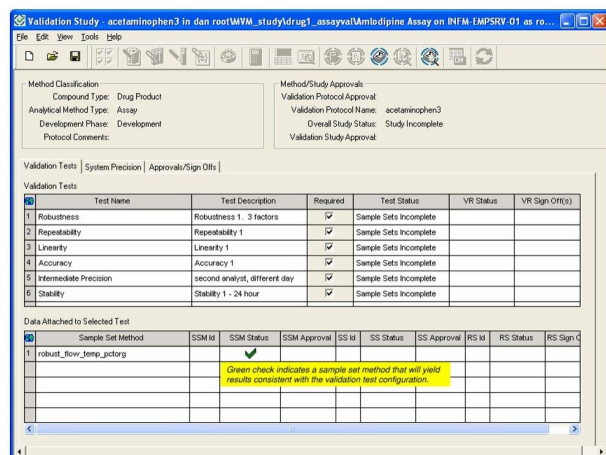 Validation Study - acetaminophen3 in dan root\MVM_study\drug1_assayval\Amlodipine Assay on INFM-EMPSRV-01 as ro...
File Edit View Tools Help
Method Classification
Compound Type: Drug Product
Analytical Method Type: Assay
Development Phase: Development
Protocol Comments:
Method/Study Approvals
Validation Protocol Approval:
Validation Protocol Name: acetaminophen3
Overall Study Status: Study Incomplete
Validation Study Approval:
Validation Tests System Precision Approvals/Sign Offs
Validation Tests
Test Name Test Description Required Test Status VR Status VR Sign Off(s)
1 Robustness Robustness 1. 3 factors Sample Sets Incomplete
2 Repeatability Repeatability 1 Sample Sets Incomplete
3 Linearity Linearity 1 Sample Sets Incomplete
4 Accuracy Accuracy 1 Sample Sets Incomplete
5 Intermediate Precision second analyst, different day Sample Sets Incomplete
6 Stability Stability 1 - 24 hour Sample Sets Incomplete
Data Attached to Selected Test
Sample Set Method SSM Id SSM Status SSM Approval SS Id SS Status SS Approval RS Id RS Status RS Sign O
1 robust_flow_temp_pctorg
Green check indicates a sample set method that will yield
results consistent with the validation test configuration.